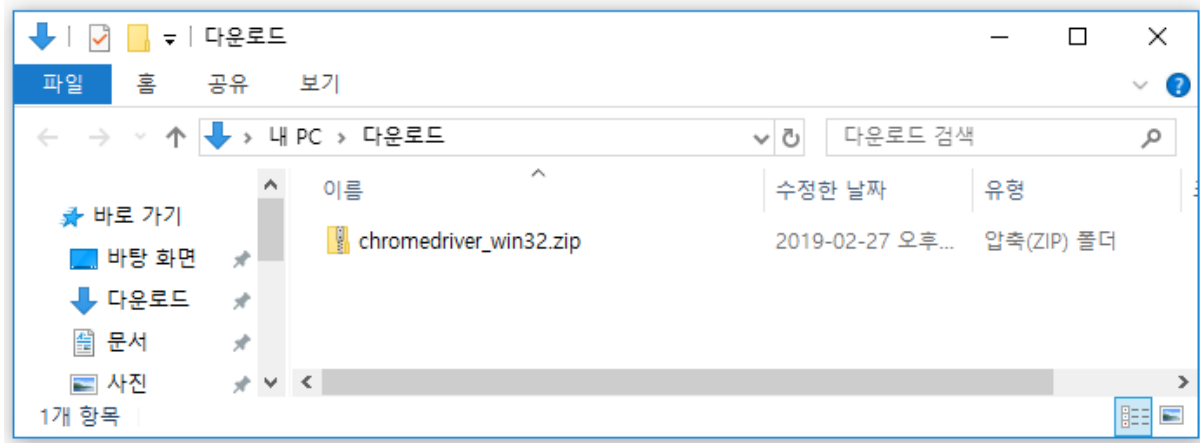 다운로드
파일 홈 공유 보기
내 PC 다운로드 다운로드 검색
이름 수정한 날짜 유형
바로 가기
chromedriver_win32.zip 2019-02-27 오후... 압축(ZIP) 폴더
바탕 화면
다운로드
문서
사진
1개 항목